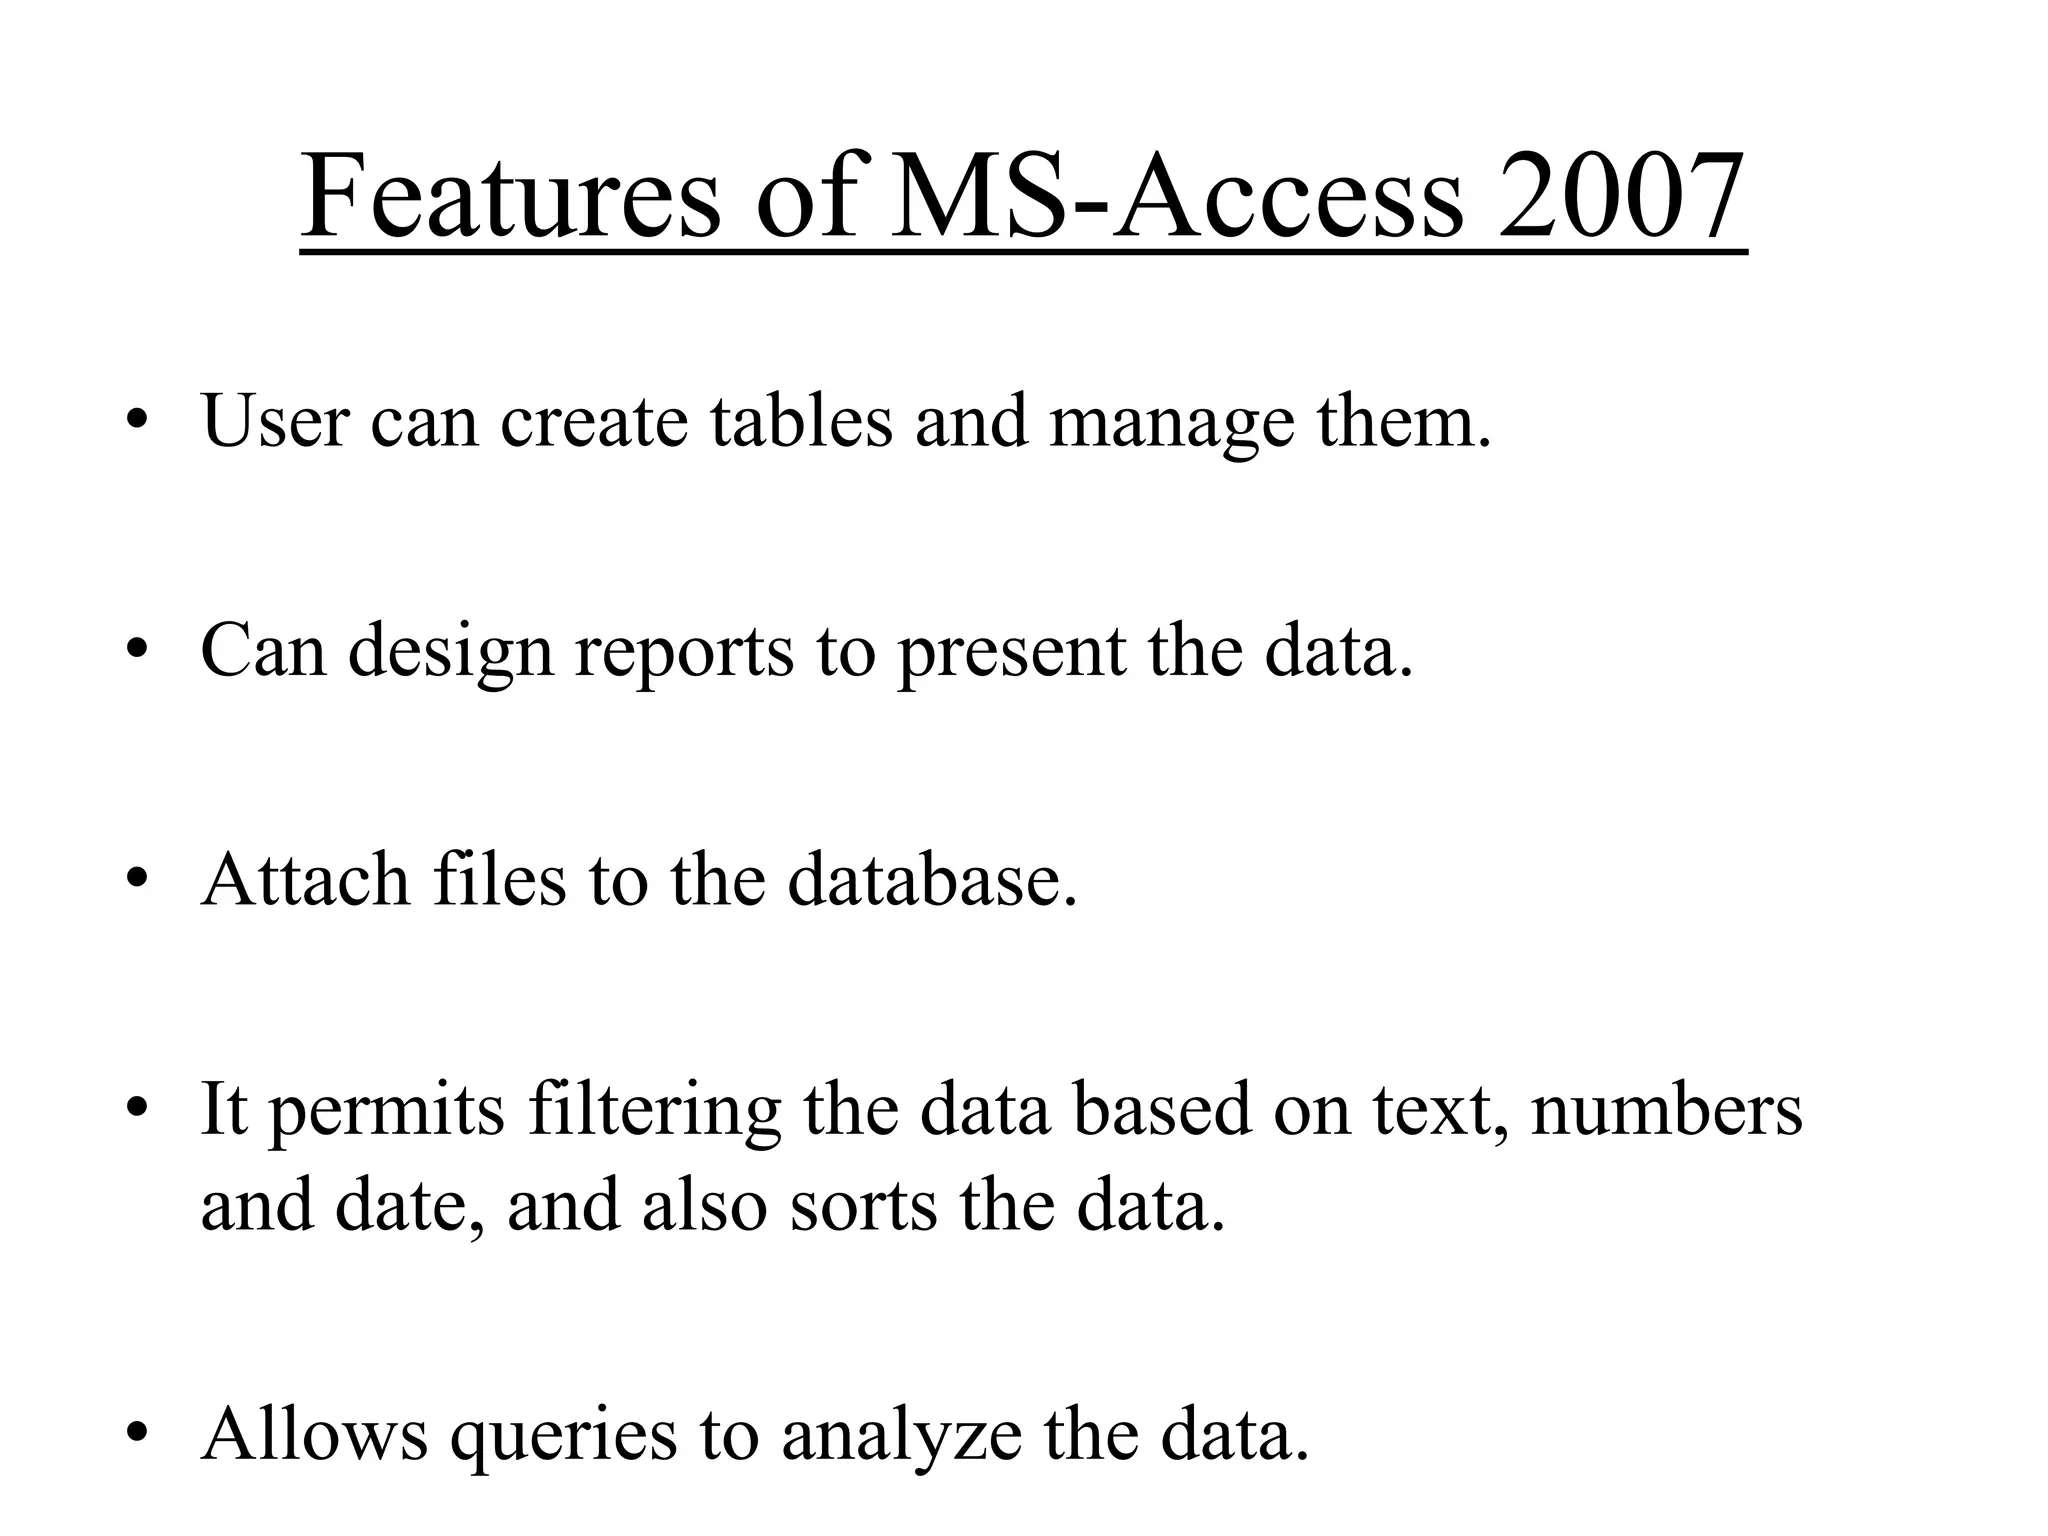 Features of MS-Access 2007
• User can create tables and manage them.
• Can design reports to present the data.
• Attach files to the database.
• It permits filtering the data based on text, numbers
and date, and also sorts the data.
• Allows queries to analyze the data.